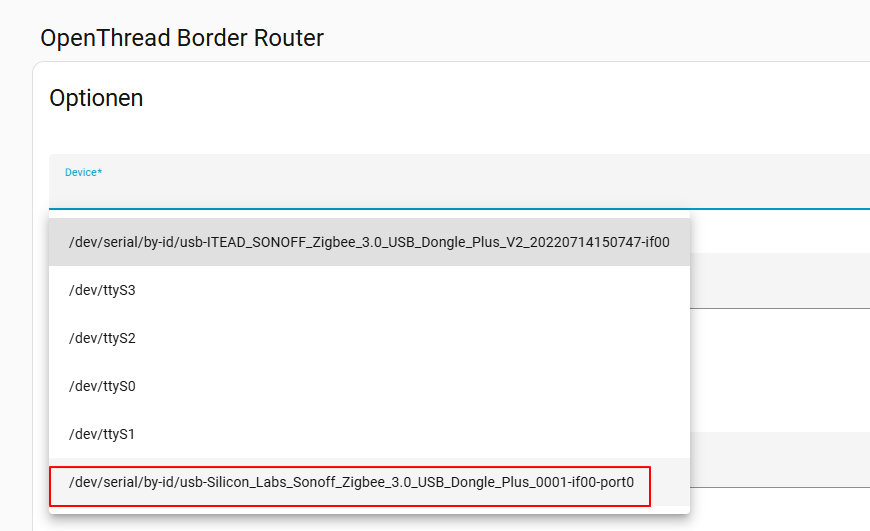 OpenThread Border Router
Optionen
Device*
/dev/serial/by-id/usb-ITEAD_SONOFF_Zigbee_3.0_USB_Dongle_Plus_V2_20220714150747-if00
/dev/ttyS3
/dev/ttyS2
/dev/ttyS0
/dev/ttyS1
/dev/serial/by-id/usb-Silicon_Labs_Sonoff_Zigbee_3.0_USB_Dongle_Plus_0001-if00-port0